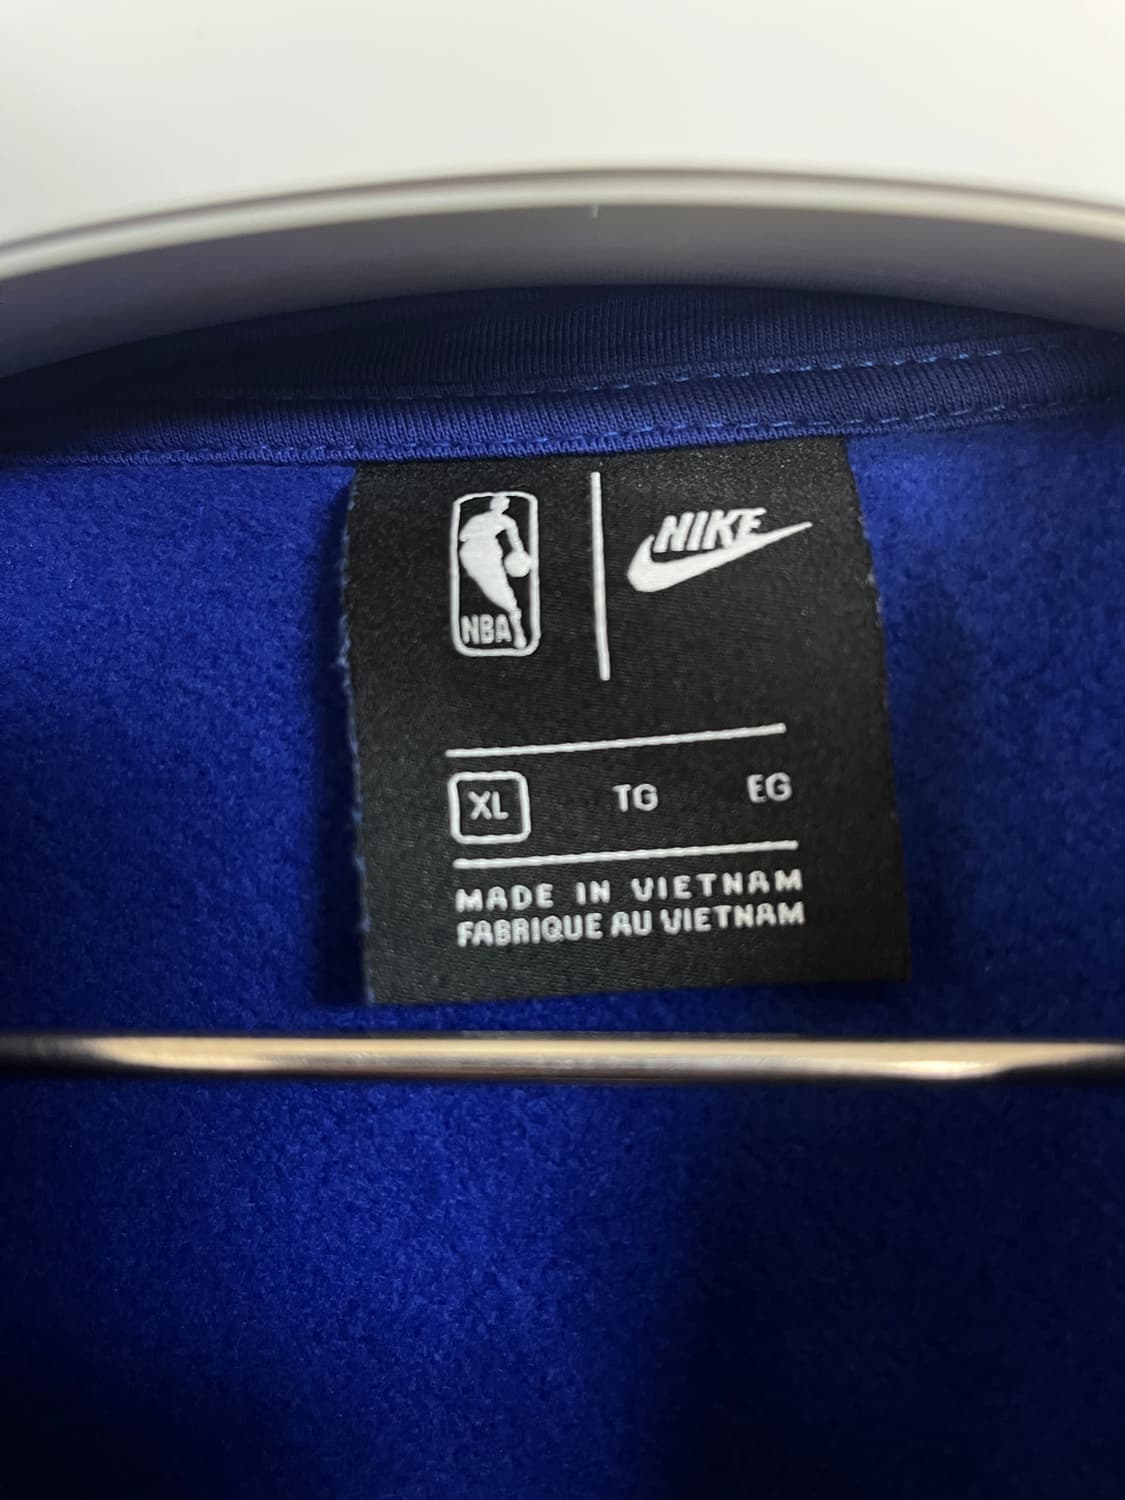 NBA NIKE
XL TG EG
MADE IN VIETNAM
FABRIQUE AU VIETNAM